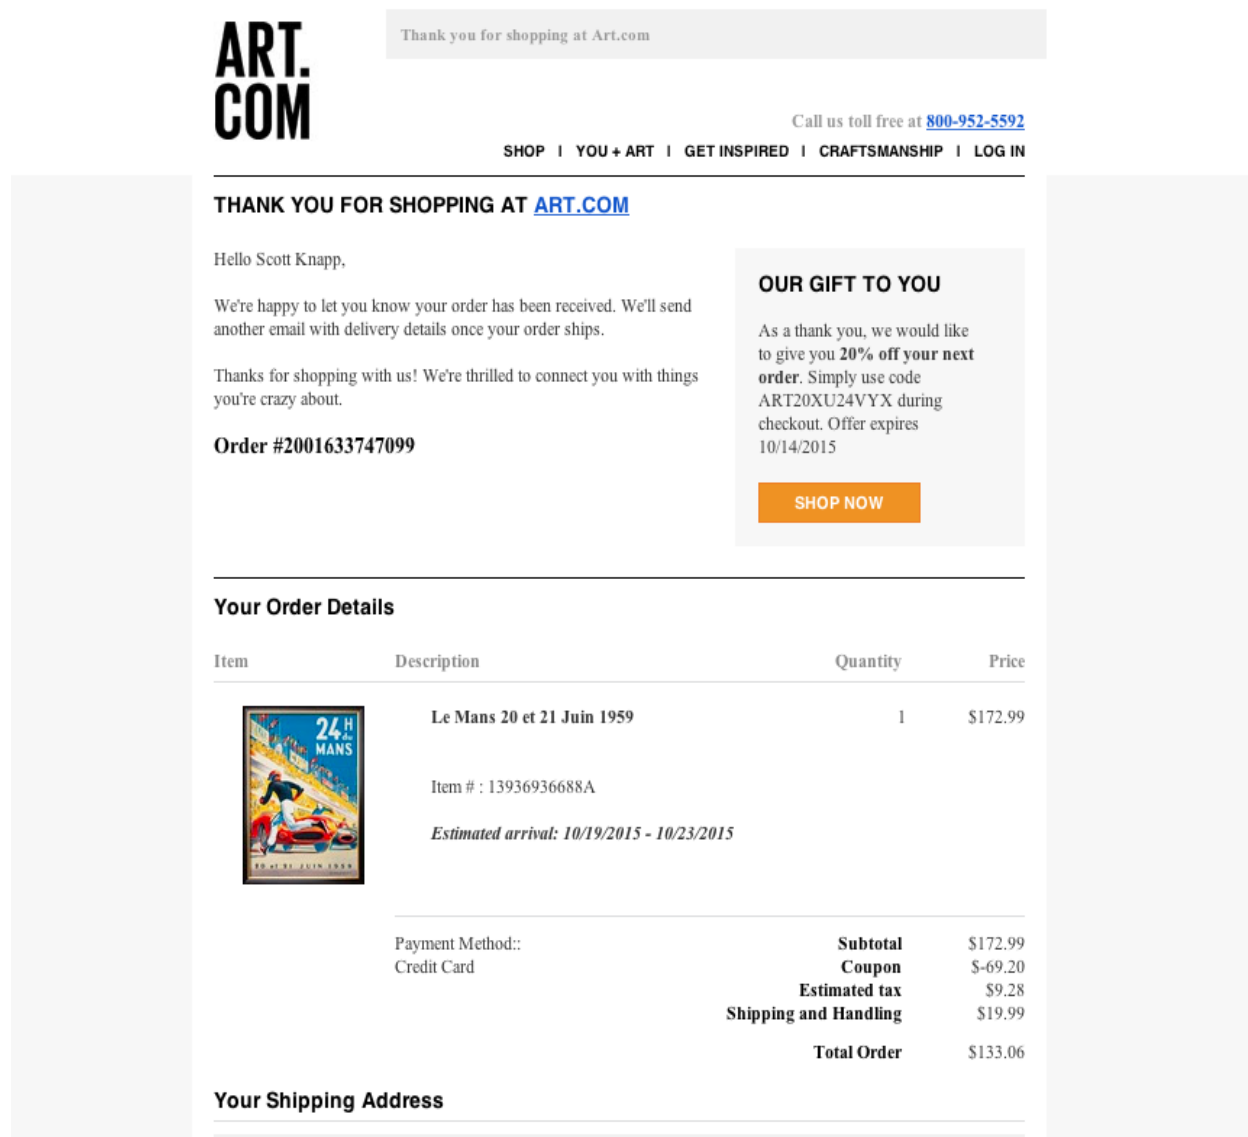 ART.
COM
Thank you for shopping at Art.com
Call us toll free at 800-952-5592
SHOP | YOU + ART | GET INSPIRED | CRAFTSMANSHIP | LOG IN
THANK YOU FOR SHOPPING AT ART.COM
Hello Scott Knapp,
We're happy to let you know your order has been received. We'll send
another email with delivery details once your order ships.
Thanks for shopping with us! We're thrilled to connect you with things
you're crazy about.
Order #2001633747099
OUR GIFT TO YOU
As a thank you, we would like
to give you 20% off your next
order. Simply use code
ART20XU24VYX during
checkout. Offer expires
10/14/2015
SHOP NOW
Your Order Details
Item Description Quantity Price
24H
du
MANS
20 et 21 JUIN 1959
Le Mans 20 et 21 Juin 1959 1 $172.99
Item # : 13936936688A
Estimated arrival: 10/19/2015 - 10/23/2015
Payment Method:: Subtotal $172.99
Credit Card Coupon $-69.20
Estimated tax $9.28
Shipping and Handling $19.99
Total Order $133.06
Your Shipping Address